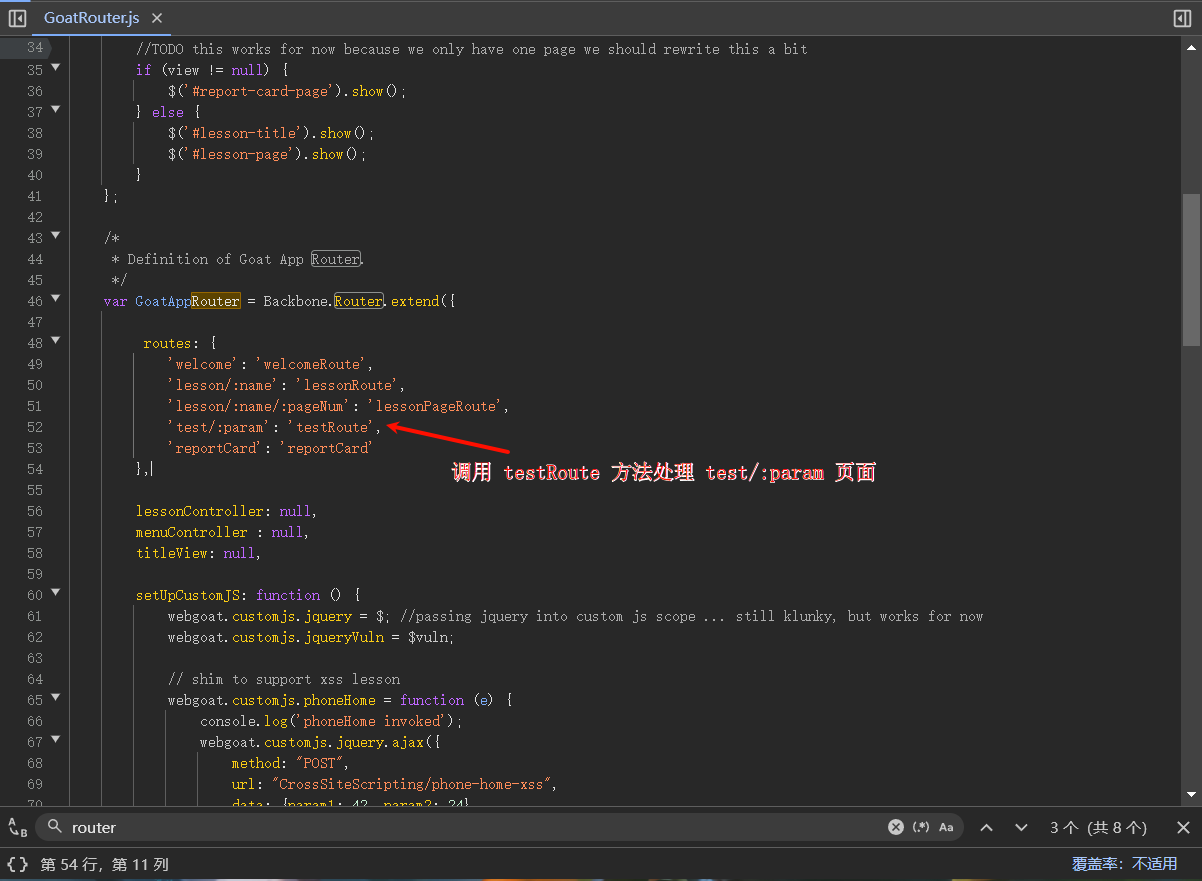 GoatRouter.js
34 //TODO this works for now because we only have one page we should rewrite this a bit
35 if (view != null) {
36 $('#report-card-page').show();
37 } else {
38 $('#lesson-title').show();
39 $('#lesson-page').show();
40 }
41 };
42
43 /*
44 * Definition of Goat App Router.
45 */
46 var GoatAppRouter = Backbone.Router.extend({
47
48 routes: {
49 'welcome': 'welcomeRoute',
50 'lesson/:name': 'lessonRoute',
51 'lesson/:name/:pageNum': 'lessonPageRoute',
52 'test/:param': 'testRoute',
53 'reportCard': 'reportCard'
54 },
调用 testRoute 方法处理 test/:param 页面
55
56 lessonController: null,
57 menuController : null,
58 titleView: null,
59
60 setUpCustomJS: function () {
61 webgoat.customjs.jquery = $; //passing jquery into custom js scope ... still klunky, but works for now
62 webgoat.customjs.jqueryVuln = $vuln;
63
64 // shim to support xss lesson
65 webgoat.customjs.phoneHome = function (e) {
66 console.log('phoneHome invoked');
67 webgoat.customjs.jquery.ajax({
68 method: "POST",
69 url: "CrossSiteScripting/phone-home-xss",
70 data: {param1: 42, param2: 24}
A B
router
(.*) Aa
3 个 (共 8 个)
{} 第 54 行，第 11 列
覆盖率：不适用